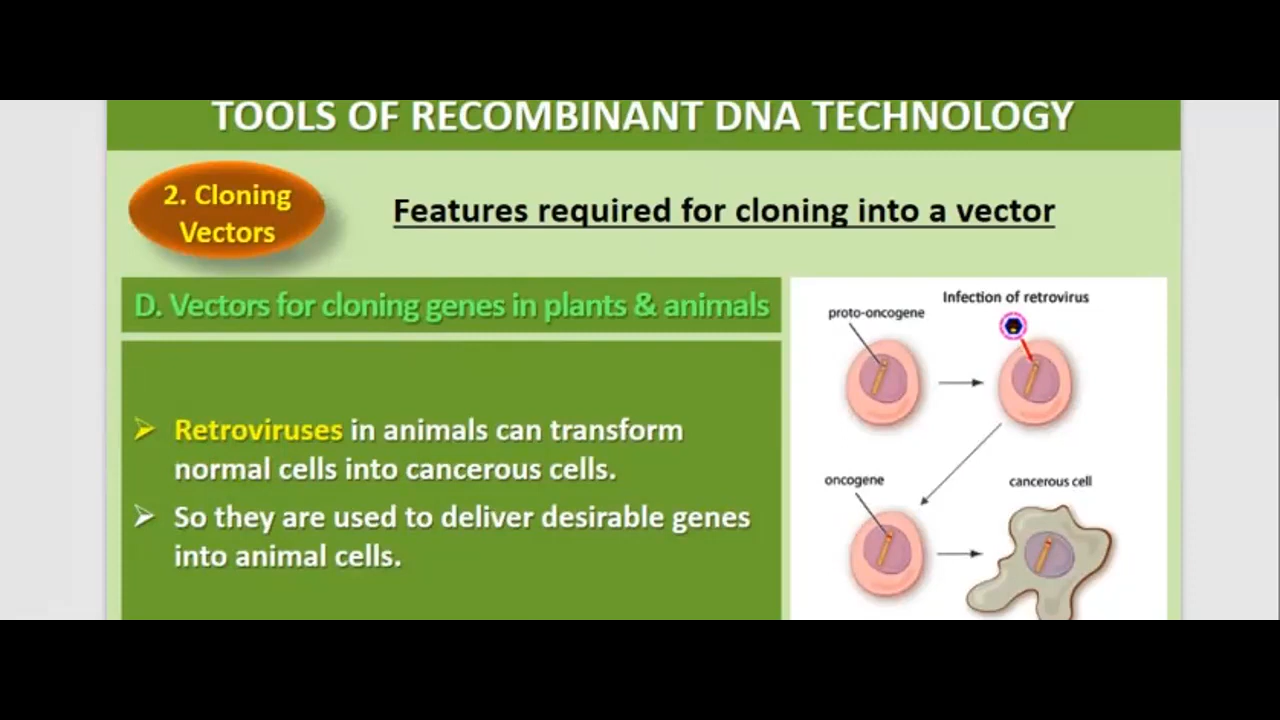 TOOLS OF RECOMBINANT DNA TECHNOLOGY
2. Cloning
Vectors
Features required for cloning into a vector
D. Vectors for cloning genes in plants & animals
Retroviruses in animals can transform
normal cells into cancerous cells.
So they are used to deliver desirable genes
into animal cells.
Infection of retrovirus
proto-oncogene
oncogene
cancerous cell